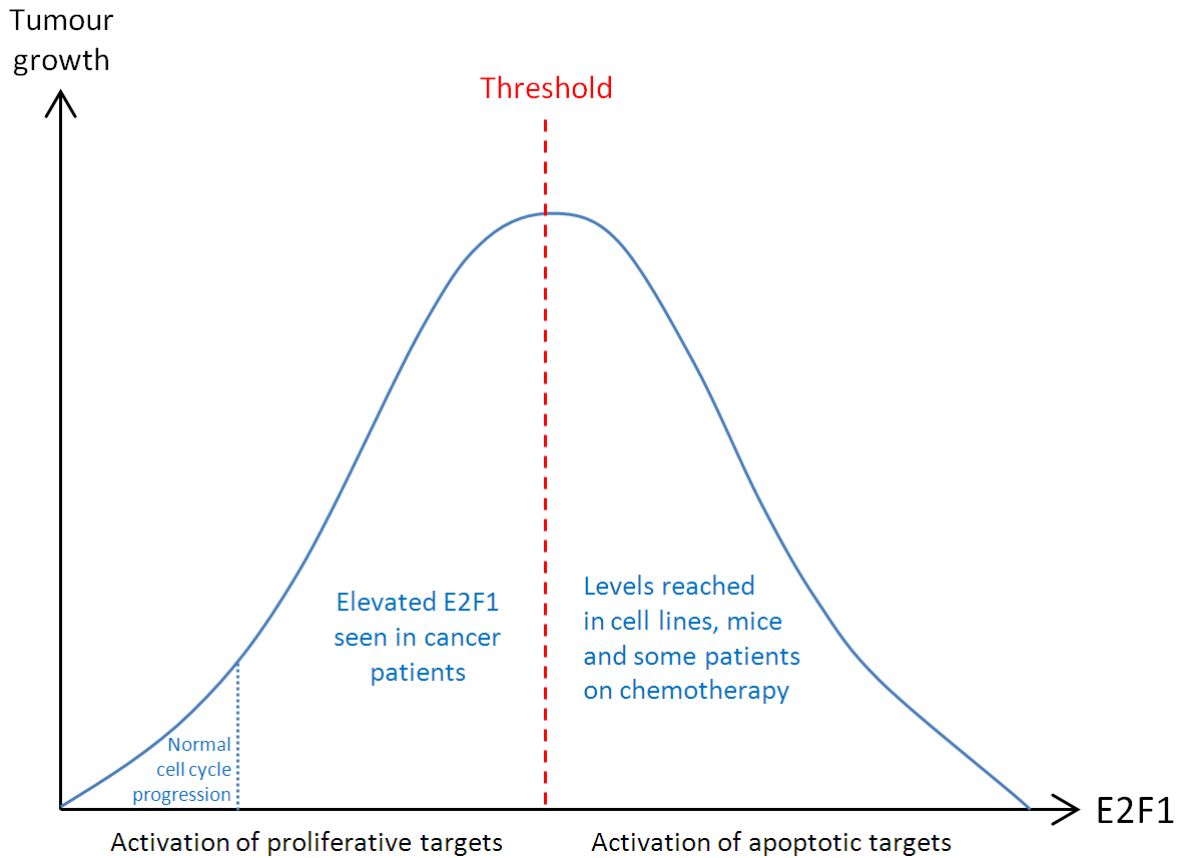 Tumour
growth
Threshold
Elevated E2F1
seen in cancer
patients
Levels reached
in cell lines, mice
and some patients
on chemotherapy
Normal
cell cycle
progression
E2F1
Activation of proliferative targets
Activation of apoptotic targets